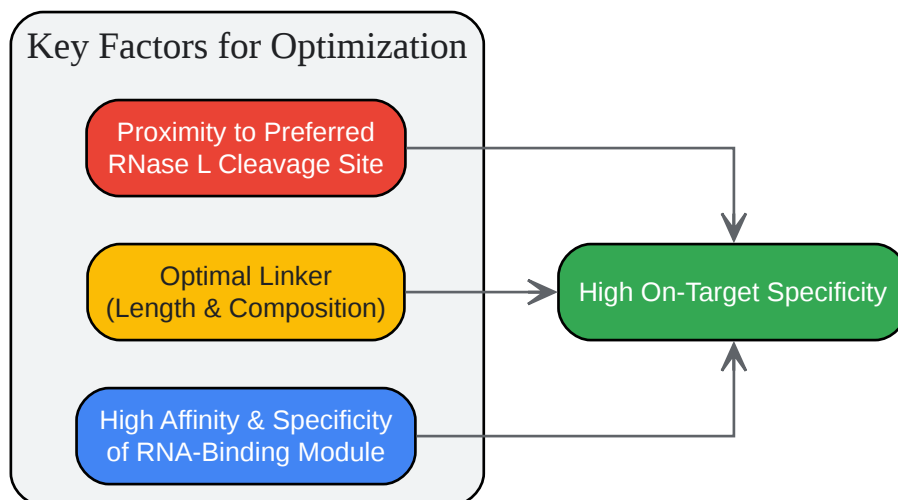 Key Factors for Optimization
Proximity to Preferred
RNase L Cleavage Site
Optimal Linker
(Length & Composition)
High On-Target Specificity
High Affinity & Specificity
of RNA-Binding Module